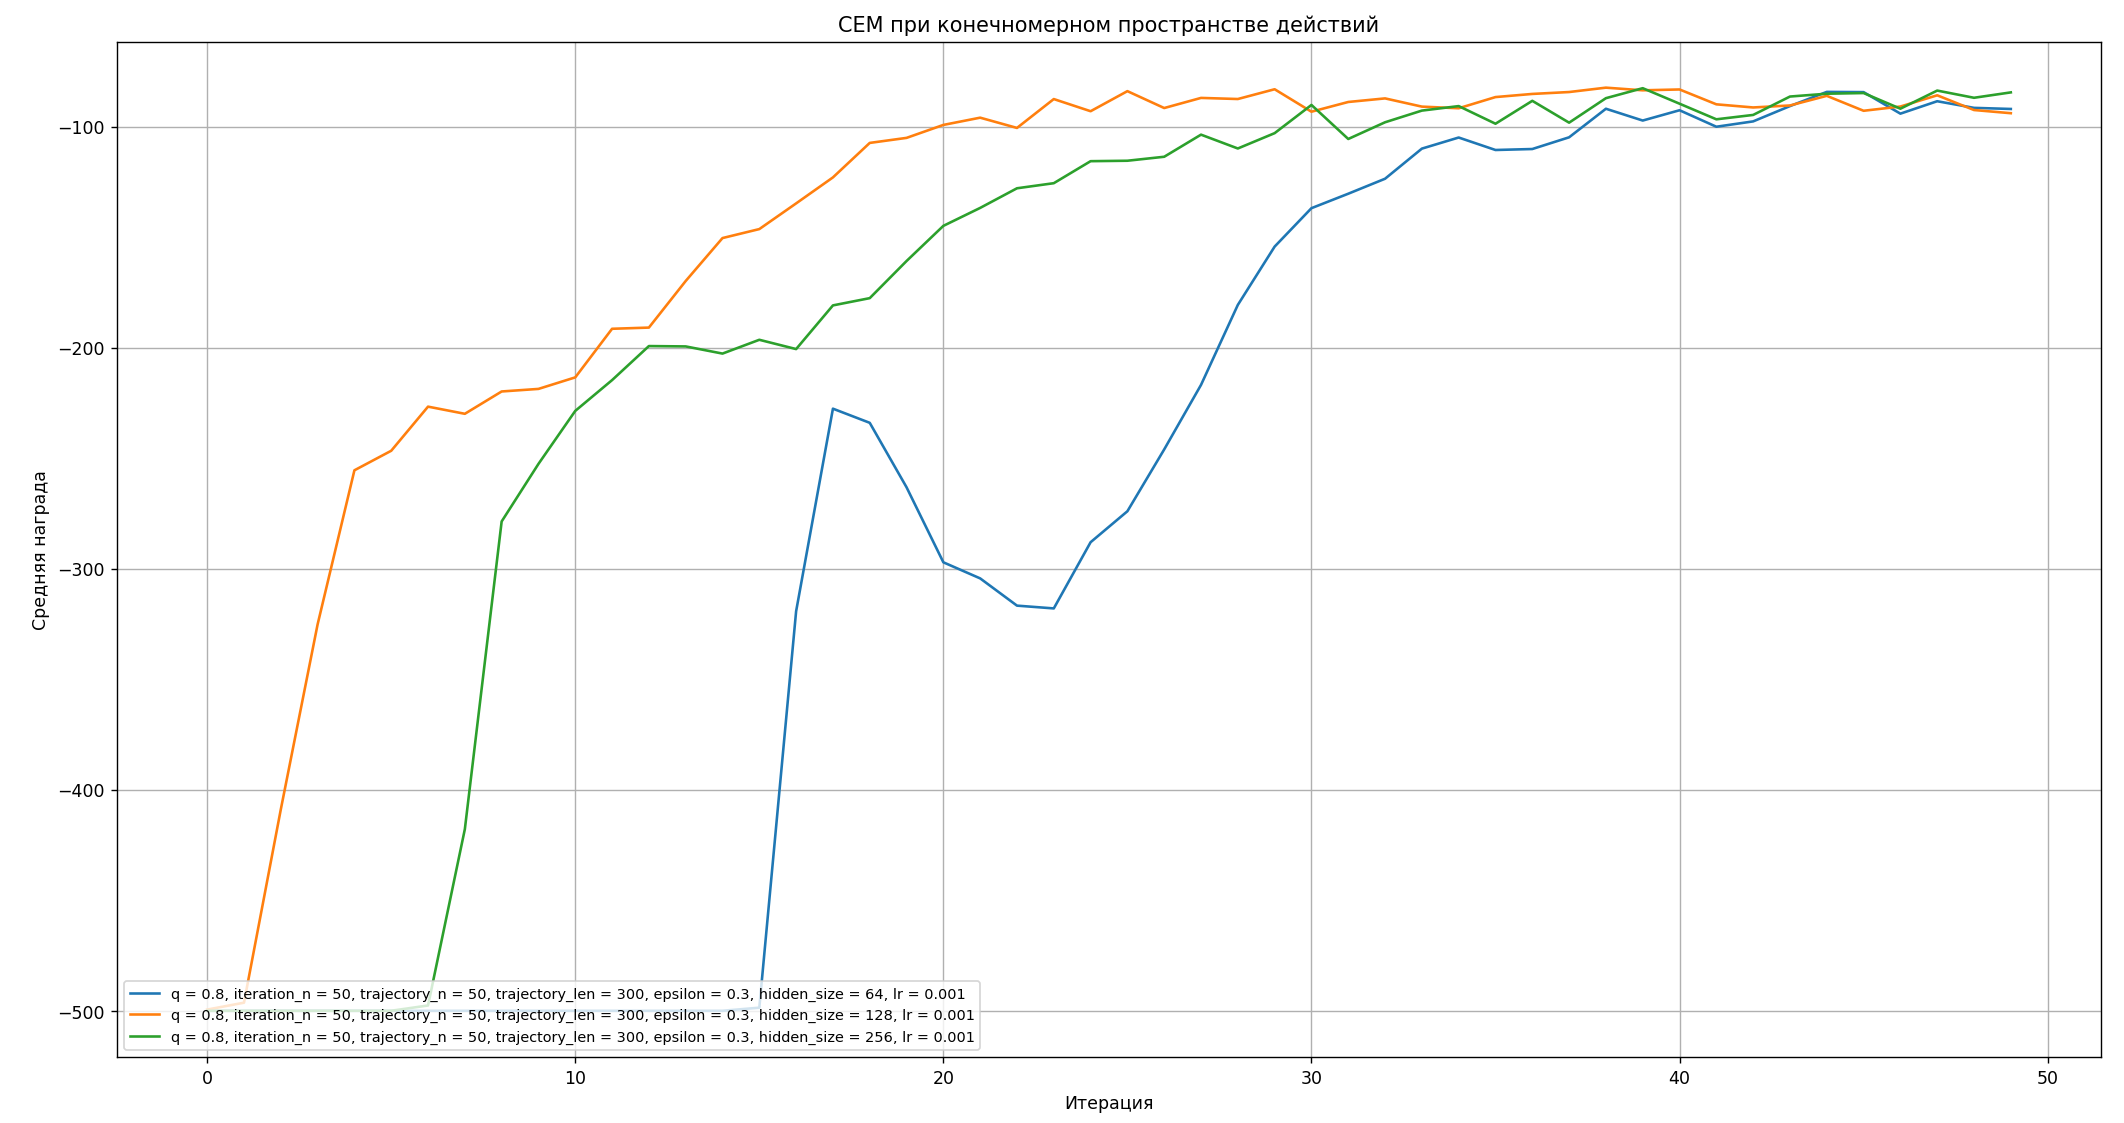 CEM при конечномерном пространстве действий
Средняя награда
−100
−200
−300
−400
−500
q = 0.8, iteration_n = 50, trajectory_n = 50, trajectory_len = 300, epsilon = 0.3, hidden_size = 64, lr = 0.001
q = 0.8, iteration_n = 50, trajectory_n = 50, trajectory_len = 300, epsilon = 0.3, hidden_size = 128, lr = 0.001
q = 0.8, iteration_n = 50, trajectory_n = 50, trajectory_len = 300, epsilon = 0.3, hidden_size = 256, lr = 0.001
0 10 20 30 40 50
Итерация